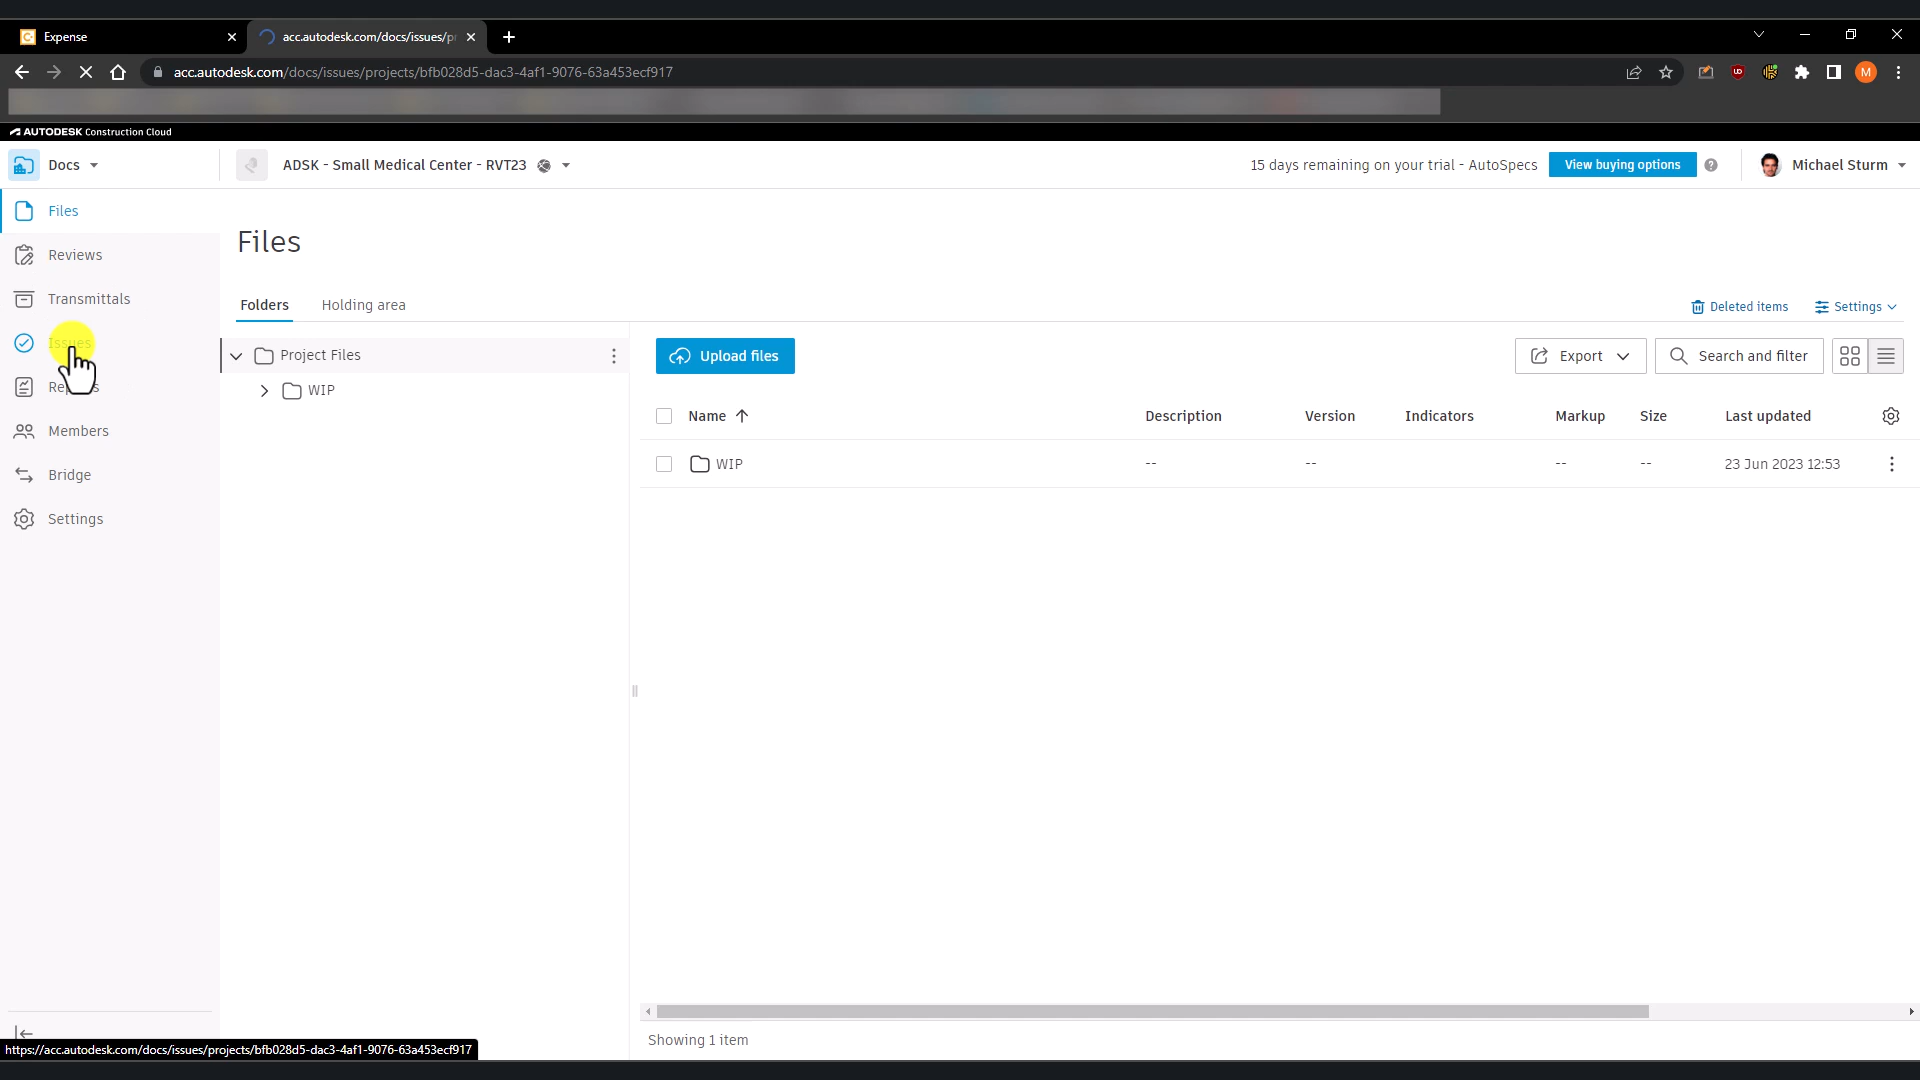 Expense
acc.autodesk.com/docs/issues/pr
acc.autodesk.com/docs/issues/projects/bfb028d5-dac3-4af1-9076-63a453ecf917
M
AUTODESK Construction Cloud
Docs
ADSK - Small Medical Center - RVT23
15 days remaining on your trial - AutoSpecs
View buying options
Michael Sturm
Files
Reviews
Transmittals
Issues
Members
Bridge
Settings
Files
Folders
Holding area
Deleted items
Settings
Project Files
WIP
Upload files
Export
Search and filter
Name Description Version Indicators Markup Size Last updated
WIP -- -- -- -- 23 Jun 2023 12:53
Showing 1 item
https://acc.autodesk.com/docs/issues/projects/bfb028d5-dac3-4af1-9076-63a453ecf917